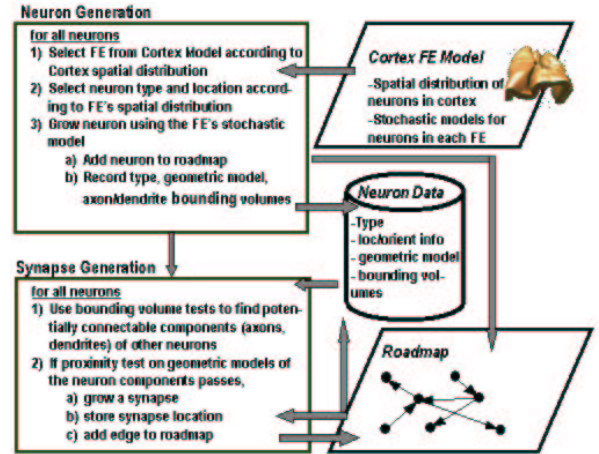 Neuron Generation
for all neurons
1) Select FE from Cortex Model according to
Cortex spatial distribution
2) Select neuron type and location accord-
ing to FE's spatial distribution
3) Grow neuron using the FE's stochastic
model
a) Add neuron to roadmap
b) Record type, geometric model,
axon/dendrite bounding volumes
Cortex FE Model
-Spatial distribution of
neurons in cortex
-Stochastic models for
neurons in each FE
Neuron Data
-Type
- loc/orient info
- geometric model
- bounding vol-
umes
Synapse Generation
for all neurons
1) Use bounding volume tests to find poten-
tially connectable components (axons,
dendrites) of other neurons
2) If proximity test on geometric models of
the neuron components passes,
a) grow a synapse
b) store synapse location
c) add edge to roadmap
Roadmap